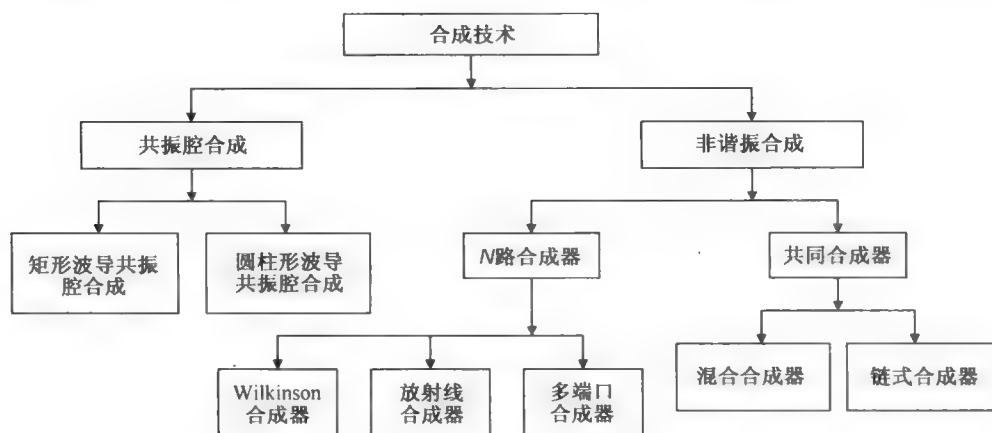 合成技术
共振腔合成
非谐振合成
矩形波导共振
腔合成
圆柱形波导
共振腔合成
N路合成器
共同合成器
Wilkinson
合成器
放射线
合成器
多端口
合成器
混合合成器
链式合成器